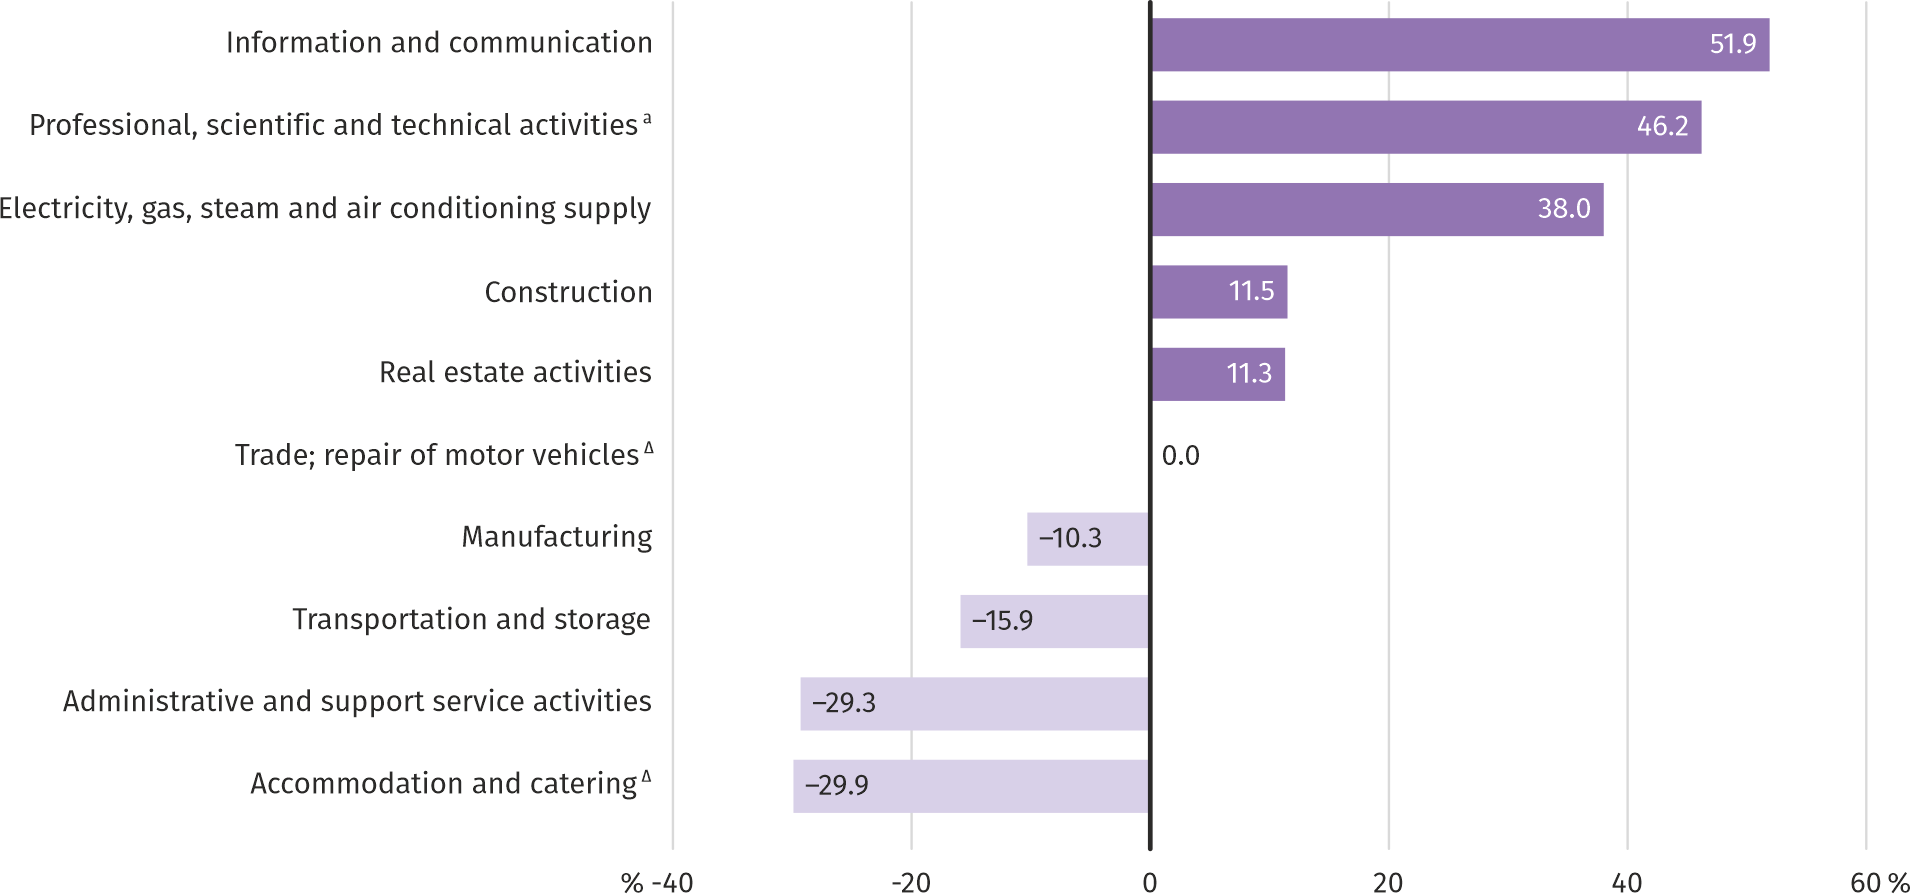 Information and communication 51.9
Professional, scientific and technical activities ª 46.2
Electricity, gas, steam and air conditioning supply 38.0
Construction 11.5
Real estate activities 11.3
Trade; repair of motor vehicles Δ 0.0
Manufacturing –10.3
Transportation and storage –15.9
Administrative and support service activities –29.3
Accommodation and catering Δ –29.9
% -40 -20 0 20 40 60 %